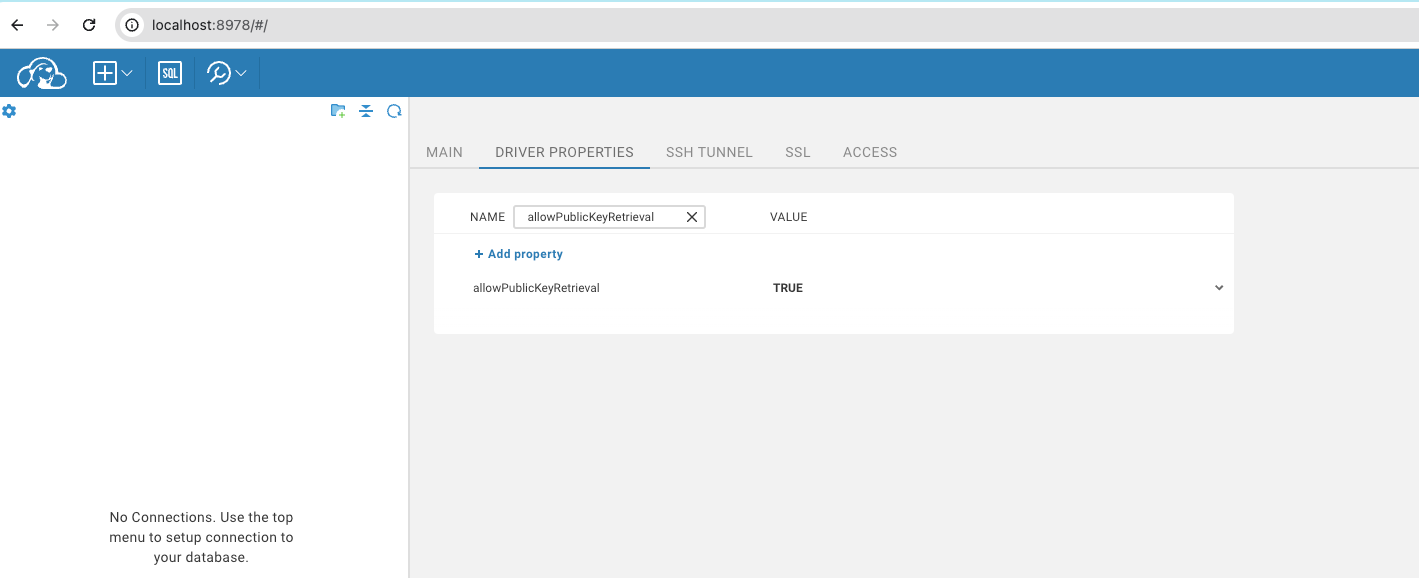 localhost:8978/#/
SQL
MAIN DRIVER PROPERTIES SSH TUNNEL SSL ACCESS
NAME allowPublicKeyRetrieval VALUE
+ Add property
allowPublicKeyRetrieval TRUE
No Connections. Use the top
menu to setup connection to
your database.